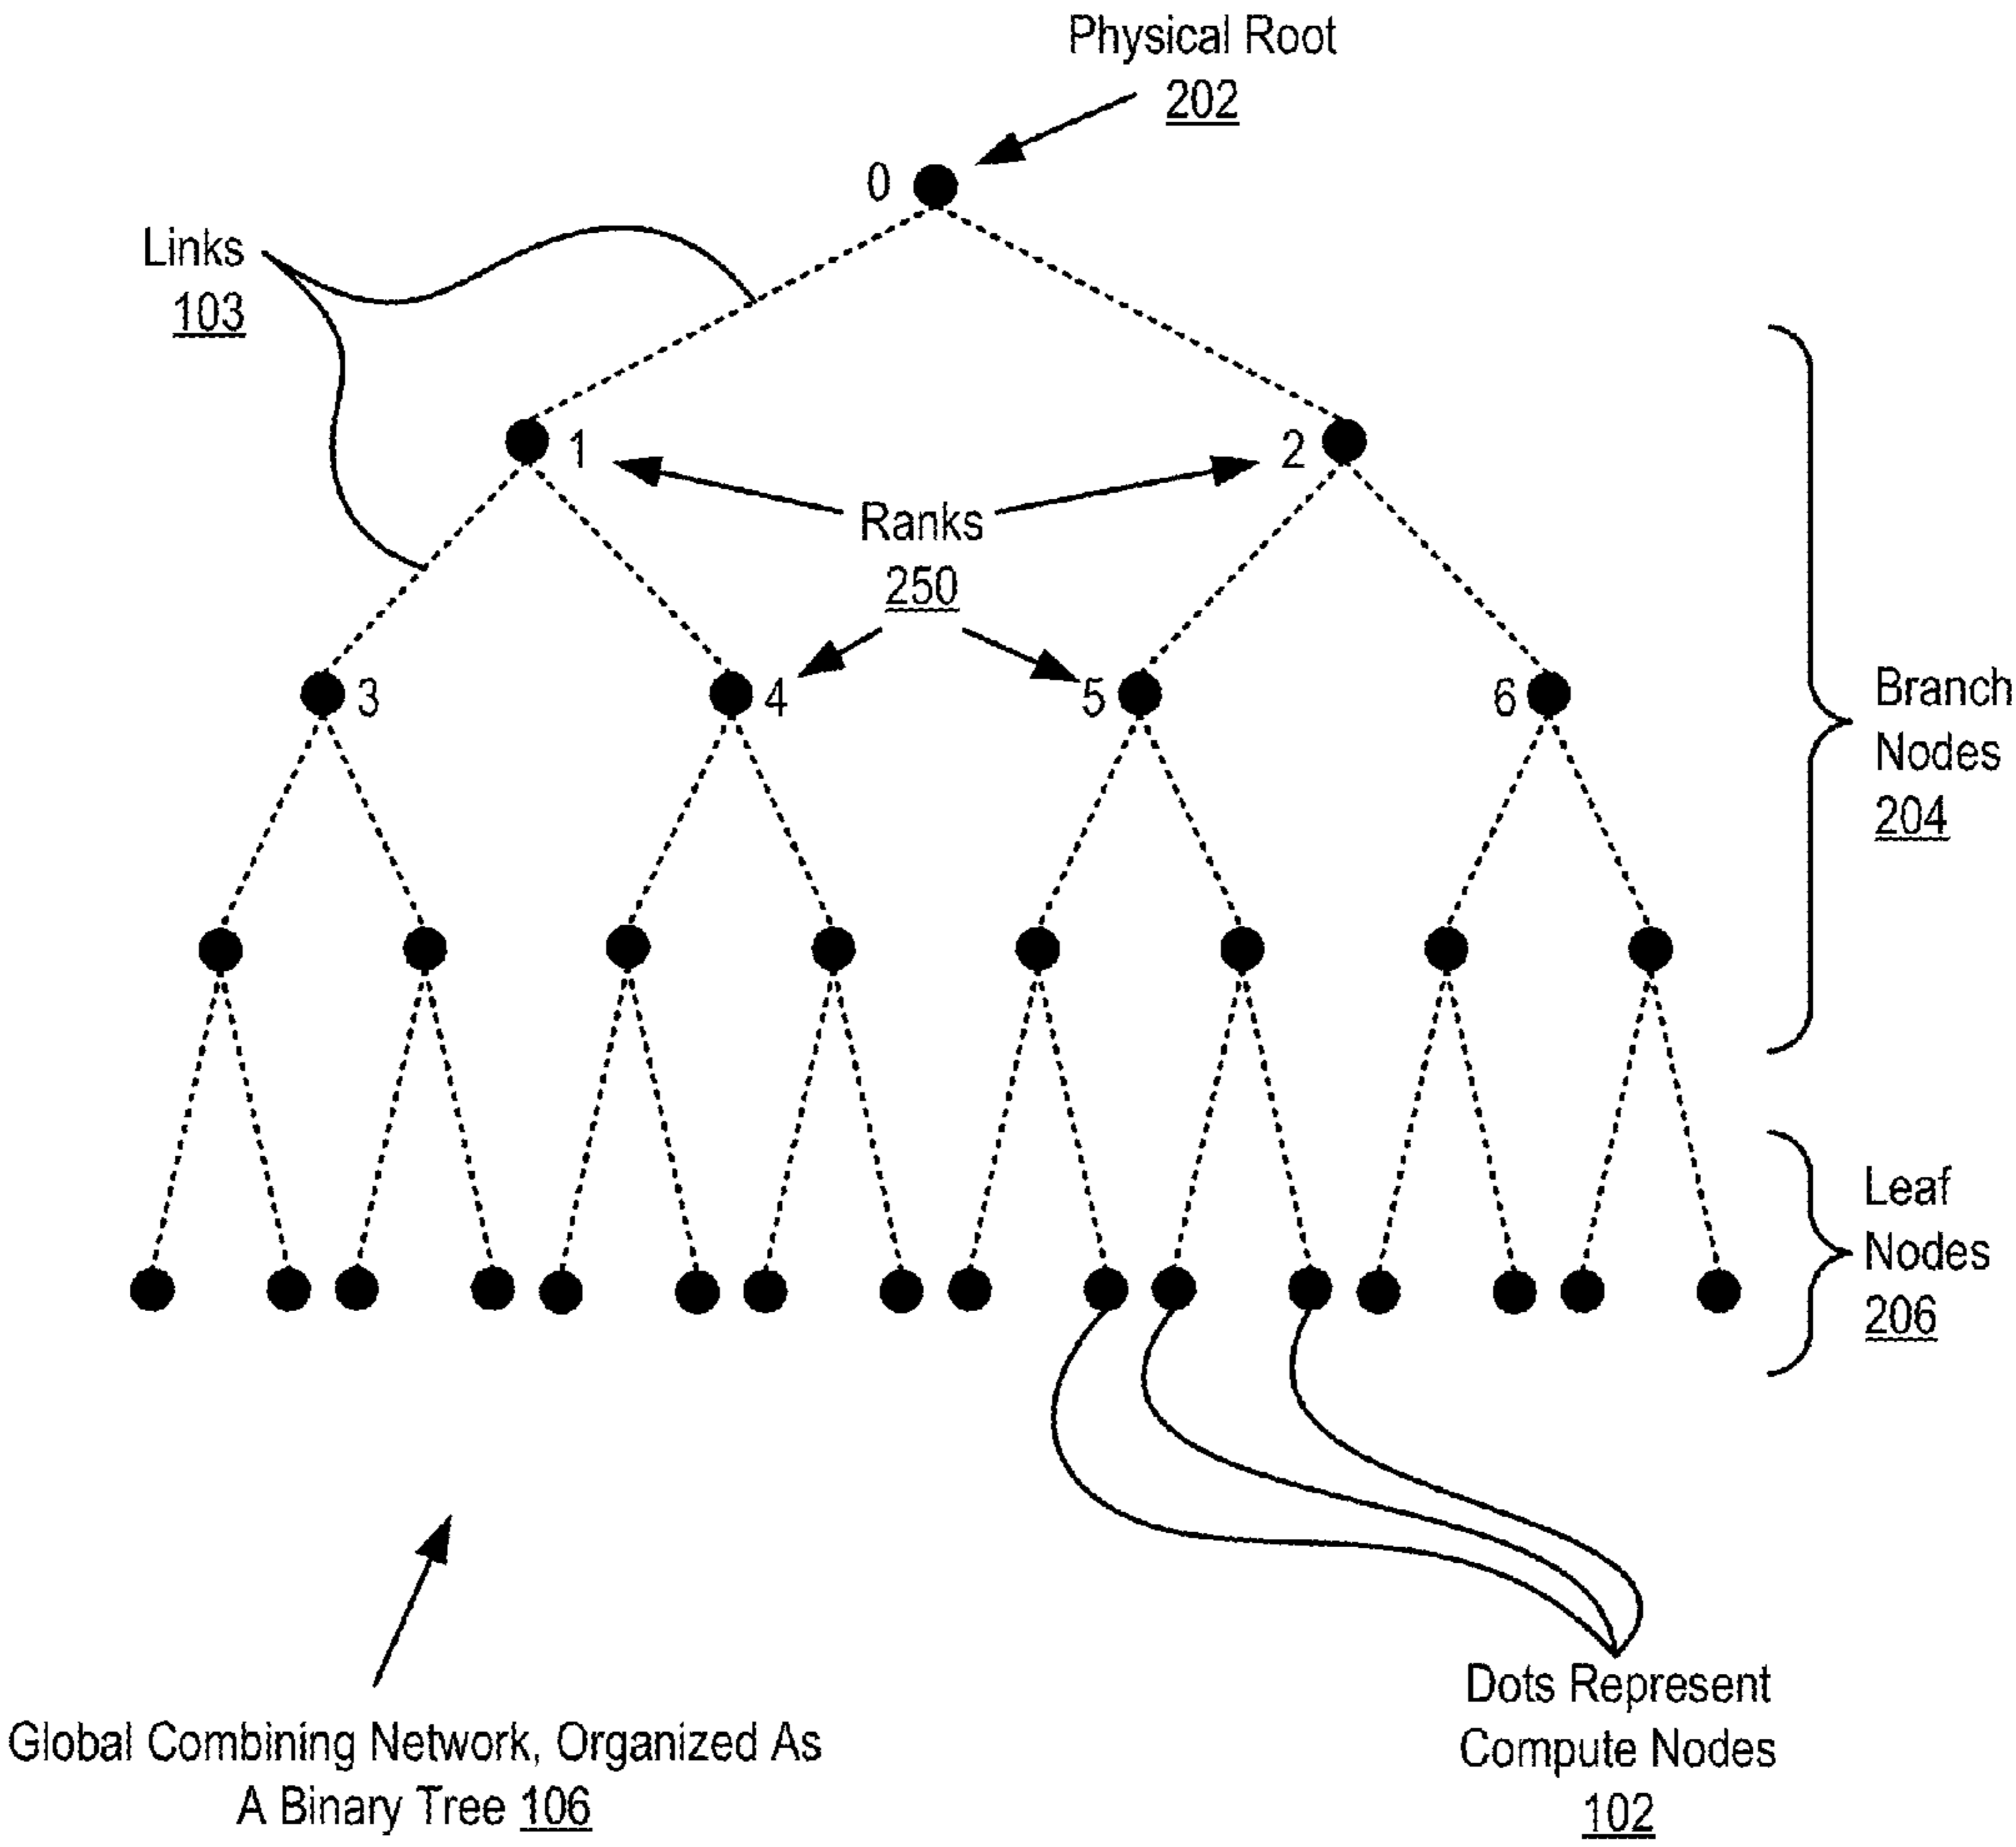 Physical Root
202
0
Links
103
1
2
Ranks
250
3
4
5
6
Branch
Nodes
204
Leaf
Nodes
206
Dots Represent
Compute Nodes
102
Global Combining Network, Organized As
A Binary Tree 106